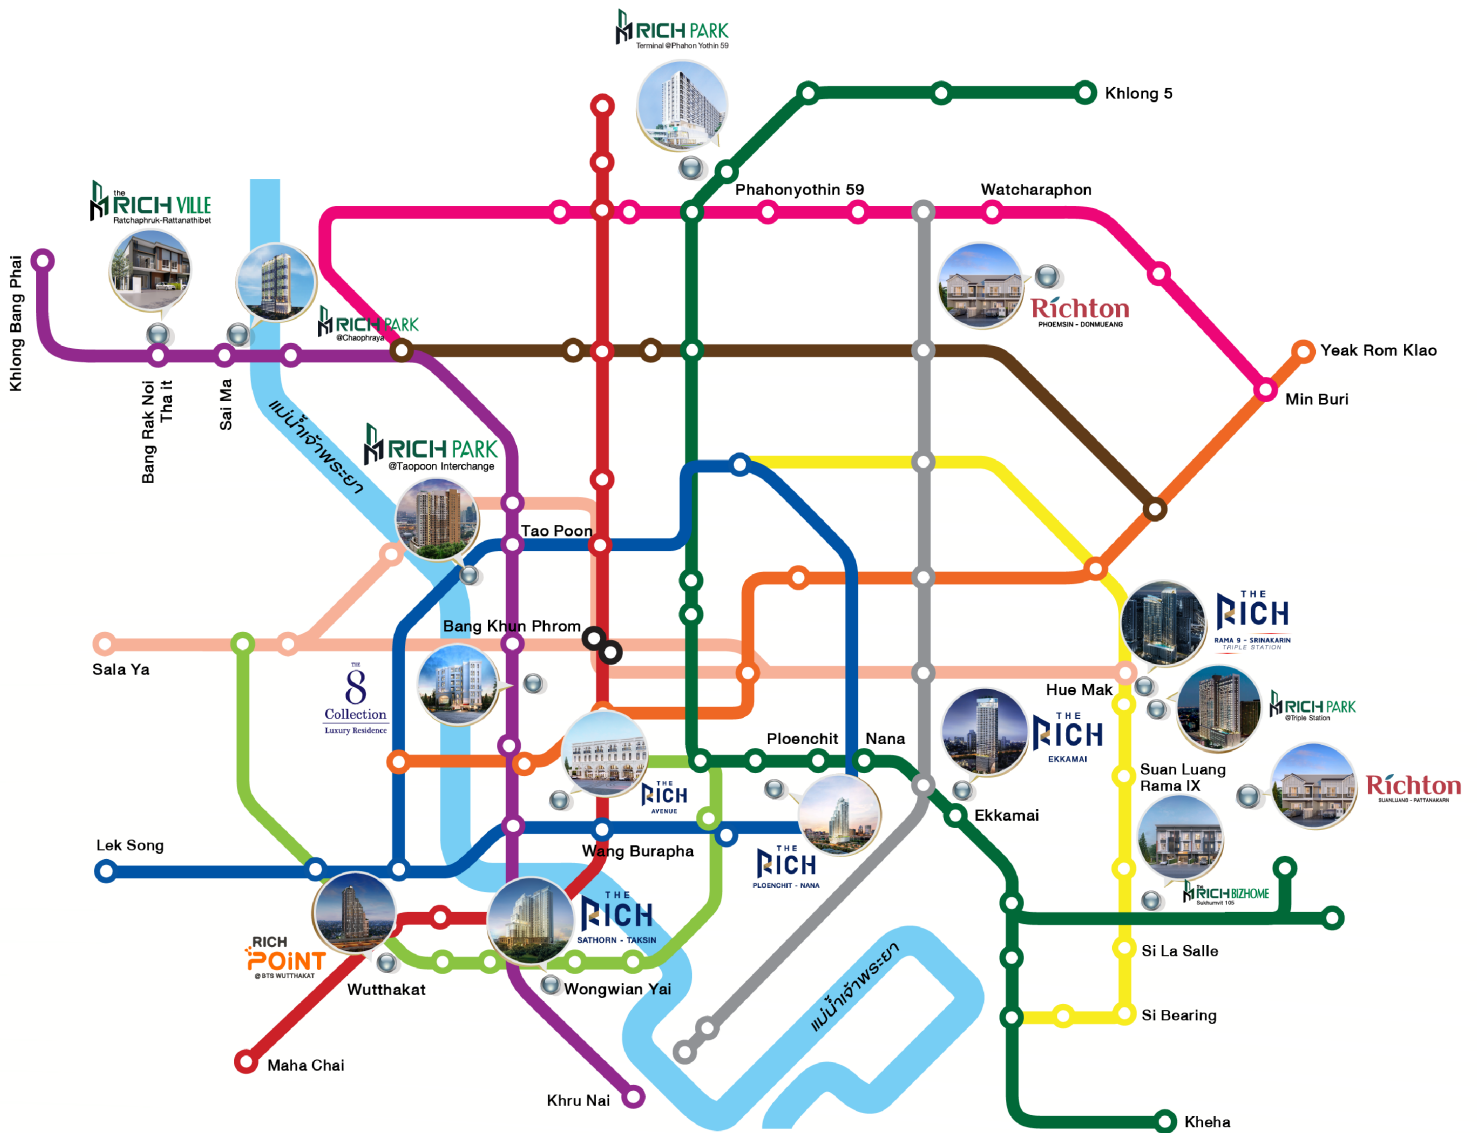 RICH PARK
Terminal @Phahon Yothin 59
Khlong 5
Phahonyothin 59
Watcharaphon
the
RICH VILLE
Ratchaphruk-Rattanathibet
Khlong Bang Phai
RICH PARK
@Chaophraya
Richton
PHOEMSIN - DONMUEANG
Yeak Rom Klao
Min Buri
Bang Rak Noi
Tha it
Sai Ma
แม่น้ำเจ้าพระยา
RICH PARK
@Taopoon Interchange
Tao Poon
Bang Khun Phrom
Sala Ya
THE
8
Collection
Luxury Residence
THE
RICH
RAMA 9 - SRINAKARIN
TRIPLE STATION
Hue Mak
RICH PARK
@Triple Station
THE
RICH
EKKAMAI
Ploenchit
Nana
Suan Luang
Rama IX
Richton
SUANLUANG - PATTANAKARN
THE
RICH
AVENUE
Ekkamai
Lek Song
Wang Burapha
THE
RICH
PLOENCHIT - NANA
THE
RICH BIZHOME
Sukhumvit 105
THE
RICH
SATHORN - TAKSIN
RICH
POiNT
@BTS WUTTHAKAT
Wutthakat
Wongwian Yai
แม่น้ำเจ้าพระยา
Si La Salle
Si Bearing
Maha Chai
Khru Nai
Kheha